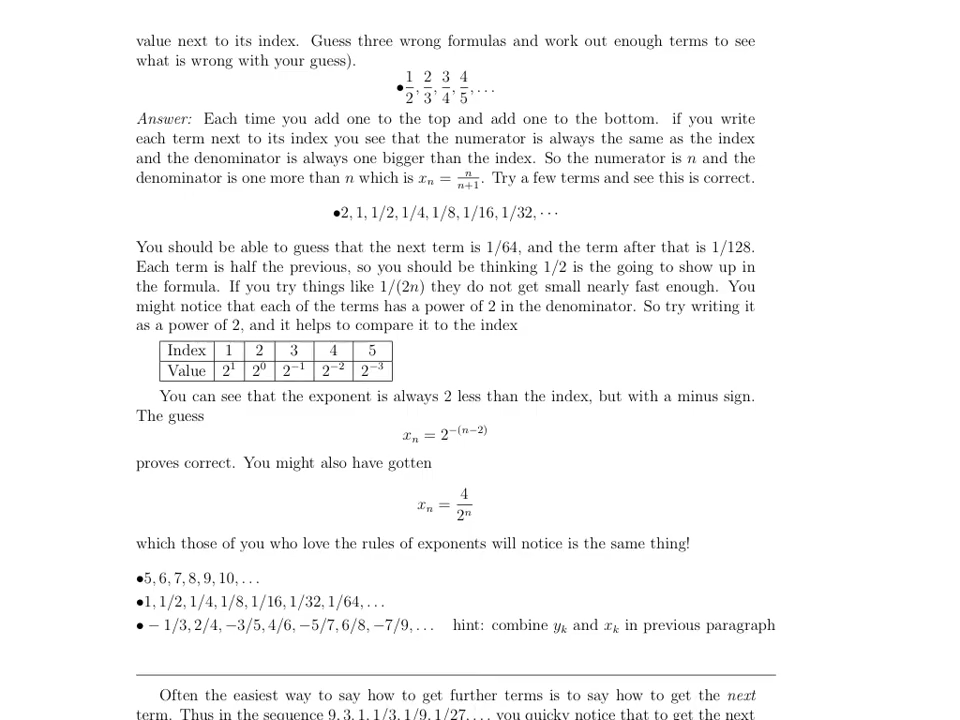 value next to its index. Guess three wrong formulas and work out enough terms to see
what is wrong with your guess).
•1/2, 2/3, 3/4, 4/5, . . .
Answer: Each time you add one to the top and add one to the bottom. if you write
each term next to its index you see that the numerator is always the same as the index
and the denominator is always one bigger than the index. So the numerator is n and the
denominator is one more than n which is xₙ = n/(n+1). Try a few terms and see this is correct.
•2, 1, 1/2, 1/4, 1/8, 1/16, 1/32, · · ·
You should be able to guess that the next term is 1/64, and the term after that is 1/128.
Each term is half the previous, so you should be thinking 1/2 is the going to show up in
the formula. If you try things like 1/(2n) they do not get small nearly fast enough. You
might notice that each of the terms has a power of 2 in the denominator. So try writing it
as a power of 2, and it helps to compare it to the index
Index 1 2 3 4 5
Value 2¹ 2⁰ 2⁻¹ 2⁻² 2⁻³
You can see that the exponent is always 2 less than the index, but with a minus sign.
The guess
xₙ = 2^−(n−2)
proves correct. You might also have gotten
xₙ = 4/2ⁿ
which those of you who love the rules of exponents will notice is the same thing!
•5, 6, 7, 8, 9, 10, . . .
•1, 1/2, 1/4, 1/8, 1/16, 1/32, 1/64, . . .
• − 1/3, 2/4, −3/5, 4/6, −5/7, 6/8, −7/9, . . . hint: combine yₖ and xₖ in previous paragraph
Often the easiest way to say how to get further terms is to say how to get the next
term. Thus in the sequence 9, 3, 1, 1/3, 1/9, 1/27, . . . you quicky notice that to get the next